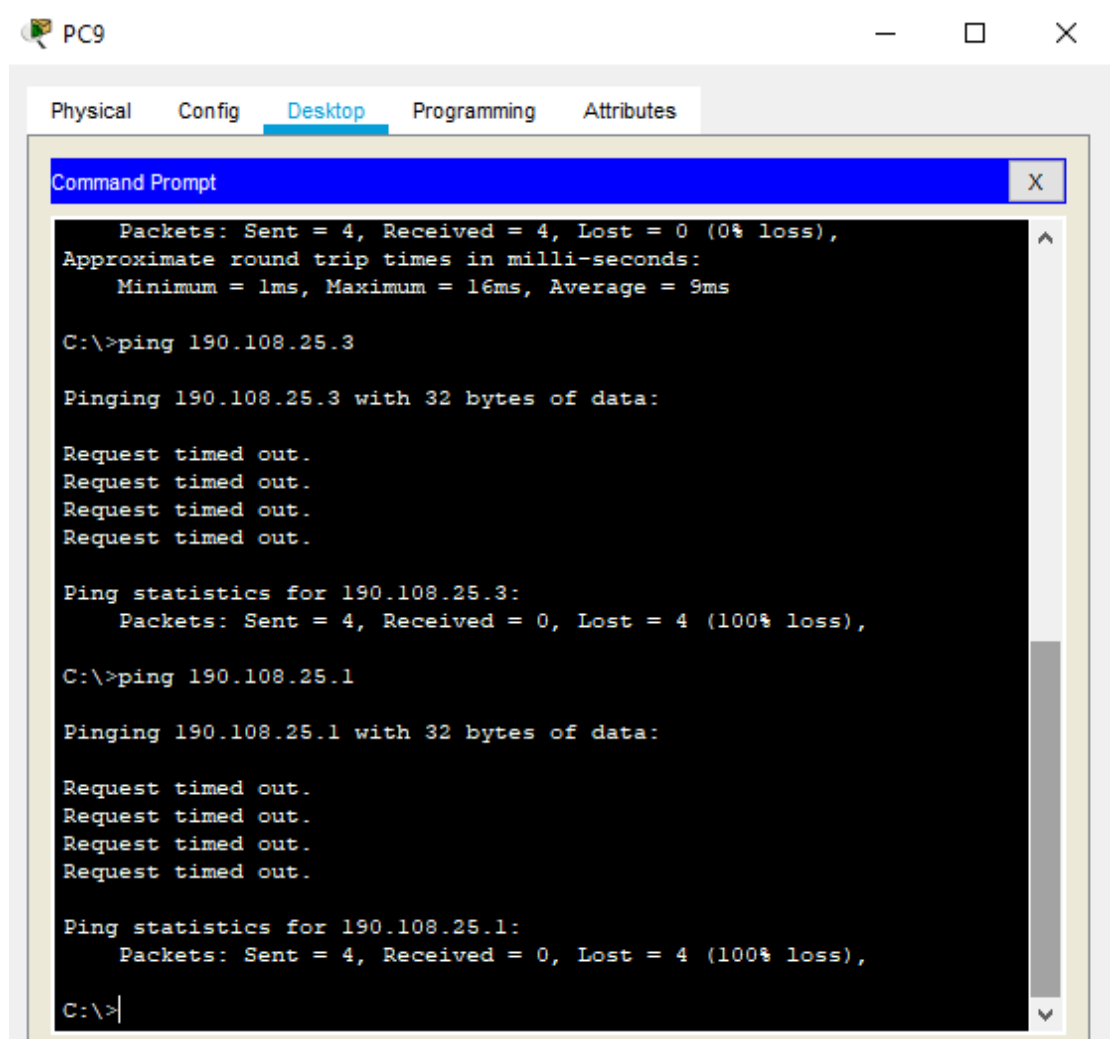 PC9
Physical Config Desktop Programming Attributes
Command Prompt
X
Packets: Sent = 4, Received = 4, Lost = 0 (0% loss),
Approximate round trip times in milli-seconds:
Minimum = 1ms, Maximum = 16ms, Average = 9ms
C:\>ping 190.108.25.3
Pinging 190.108.25.3 with 32 bytes of data:
Request timed out.
Request timed out.
Request timed out.
Request timed out.
Ping statistics for 190.108.25.3:
Packets: Sent = 4, Received = 0, Lost = 4 (100% loss),
C:\>ping 190.108.25.1
Pinging 190.108.25.1 with 32 bytes of data:
Request timed out.
Request timed out.
Request timed out.
Request timed out.
Ping statistics for 190.108.25.1:
Packets: Sent = 4, Received = 0, Lost = 4 (100% loss),
C:\>